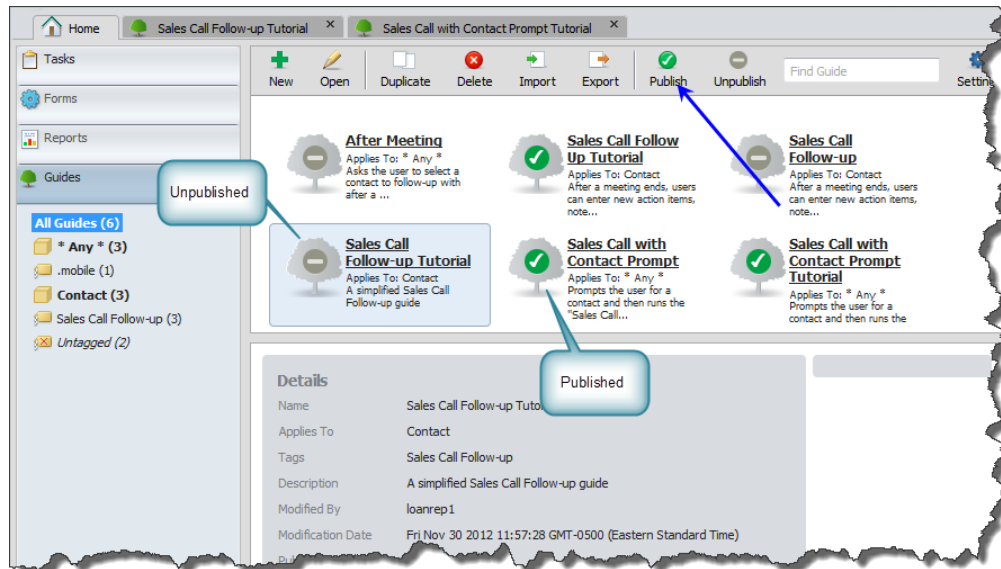 Home
Sales Call Follow-up Tutorial ×
Sales Call with Contact Prompt Tutorial ×
Tasks
Forms
Reports
Guides
All Guides (6)
* Any * (3)
.mobile (1)
Contact (3)
Sales Call Follow-up (3)
Untagged (2)
New
Open
Duplicate
Delete
Import
Export
Publish
Unpublish
Find Guide
Unpublished
After Meeting
Applies To: * Any *
Asks the user to select a
contact to follow-up with
after a ...
Sales Call Follow
Up Tutorial
Applies To: Contact
After a meeting ends, users
can enter new action items,
note...
Sales Call
Follow-up
Applies To: Contact
After a meeting ends, users
can enter new action items,
note...
Sales Call
Follow-up Tutorial
Applies To: Contact
A simplified Sales Call
Follow-up guide
Sales Call with
Contact Prompt
Applies To: * Any *
Prompts the user for a
contact and then runs the
"Sales Call...
Sales Call with
Contact Prompt
Tutorial
Applies To: * Any *
Prompts the user for a
contact and then runs the
Published
Details
Name Sales Call Follow-up
Applies To Contact
Tags Sales Call Follow-up
Description A simplified Sales Call Follow-up guide
Modified By loanrep1
Modification Date Fri Nov 30 2012 11:57:28 GMT-0500 (Eastern Standard Time)